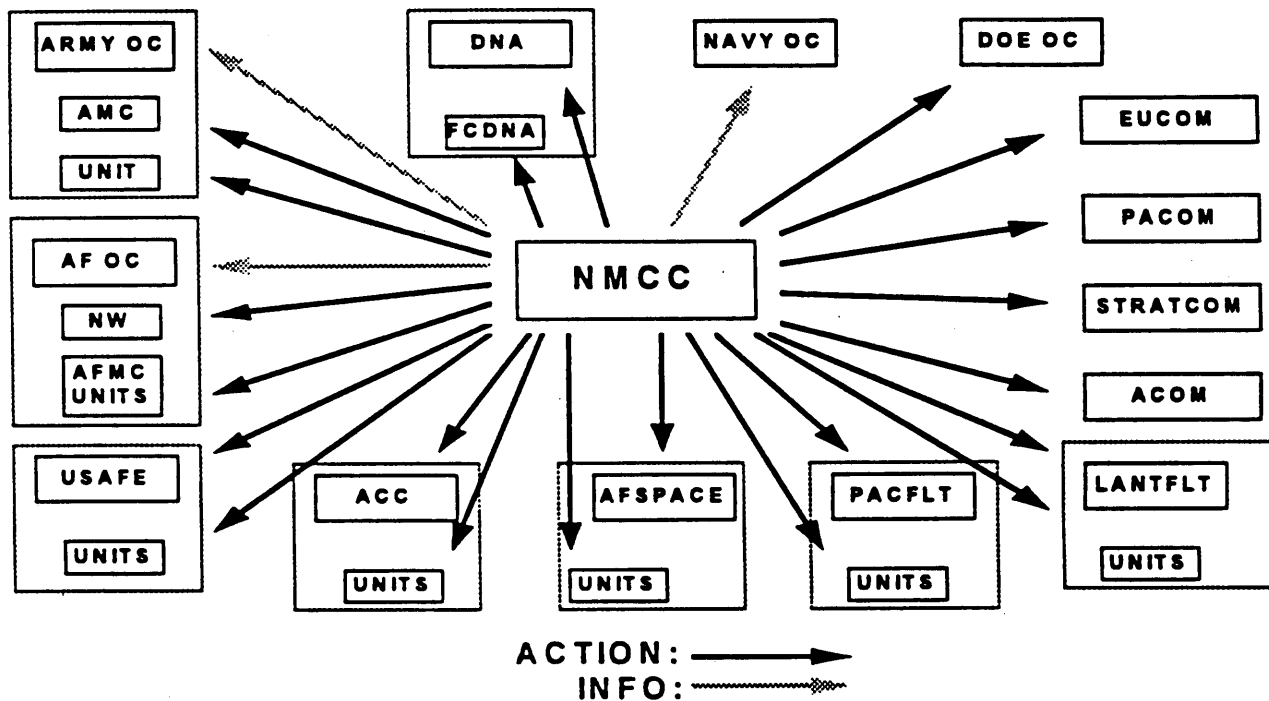 ARMY OC
AMC
UNIT
DNA
FCDNA
NAVY OC
DOE OC
EUCOM
PACOM
STRATCOM
ACOM
NMCC
AF OC
NW
AFMC
UNITS
USAFE
UNITS
ACC
UNITS
AFSPACE
UNITS
PACFLT
UNITS
LANTFLT
UNITS
ACTION:
INFO: